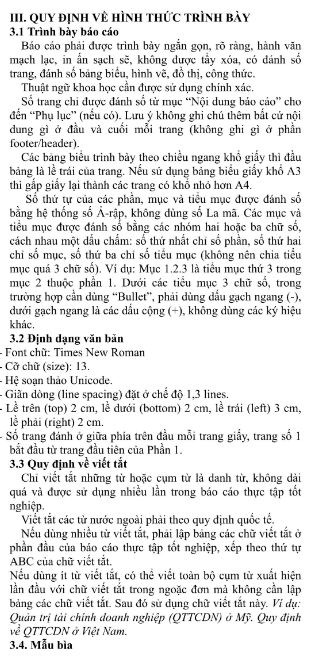 III. QUY ĐỊNH VỀ HÌNH THỨC TRÌNH BÀY
3.1 Trình bày báo cáo
Báo cáo phải được trình bày ngắn gọn, rõ ràng, hành văn
mạch lạc, in ấn sạch sẽ, không được tẩy xóa, có dánh số
trang, đánh số bảng biểu, hình vẽ, đồ thị, công thức.
Thuật ngữ khoa học cần được sử dụng chính xác.
Số trang chỉ được đánh số từ mục “Nội dung báo cáo” cho
đến “Phụ lục” (nếu có). Lưu ý không ghi chú thêm bất cứ nội
dung gì ở đầu và cuối mỗi trang (không ghi gì ở phần
footer/header).
Các bảng biểu trình bày theo chiều ngang khổ giấy thì đầu
bảng là lề trái của trang. Nếu sử dụng bảng biểu giấy khổ A3
thì gấp giấy lại thành các trang có khổ nhỏ hơn A4.
Số thứ tự của các phần, mục và tiểu mục được đánh số
bằng hệ thống số Á-rập, không dùng số La mã. Các mục và
tiểu mục được đánh số bằng các nhóm hai hoặc ba chữ số,
cách nhau một dấu chấm: số thứ nhất chỉ số phần, số thứ hai
chỉ số mục, số thứ ba chỉ số tiểu mục (không nên chia tiểu
mục quá 3 chữ số). Ví dụ: Mục 1.2.3 là tiểu mục thứ 3 trong
mục 2 thuộc phần 1. Dưới các tiểu mục 3 chữ số, trong
trường hợp cần dùng “Bullet”, phải dùng dấu gạch ngang (-),
dưới gạch ngang là các dấu cộng (+), không dùng các ký hiệu
khác.
3.2 Định dạng văn bản
- Font chữ: Times New Roman
- Cỡ chữ (size): 13.
- Hệ soạn thảo Unicode.
- Giãn dòng (line spacing) đặt ở chế độ 1,3 lines.
- Lề trên (top) 2 cm, lề dưới (bottom) 2 cm, lề trái (left) 3 cm,
lề phải (right) 2 cm.
- Số trang đánh ở giữa phía trên đầu mỗi trang giấy, trang số 1
bắt đầu từ trang đầu tiên của Phần 1.
3.3 Quy định về viết tắt
Chỉ viết tắt những từ hoặc cụm từ là danh từ, không dài
quá và được sử dụng nhiều lần trong báo cáo thực tập tốt
nghiệp.
Viết tắt các từ nước ngoài phải theo quy định quốc tế.
Nếu dùng nhiều từ viết tắt, phải lập bảng các chữ viết tắt ở
phần đầu của báo cáo thực tập tốt nghiệp, xếp theo thứ tự
ABC của chữ viết tắt.
Nếu dùng ít từ viết tắt, có thể viết toàn bộ cụm từ xuất hiện
lần đầu với chữ viết tắt trong ngoặc đơn mà không cần lập
bảng các chữ viết tắt. Sau đó sử dụng chữ viết tắt này. Ví dụ:
Quản trị tài chính doanh nghiệp (QTTCDN) ở Mỹ. Quy định
về QTTCDN ở Việt Nam.
3.4. Mẫu bìa